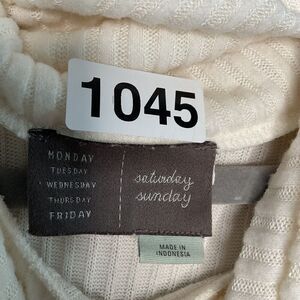 1045
MONDAY
TUESDAY
WEDNESDAY
THURSDAY
FRIDAY
saturday
sunday
MADE IN
INDONESIA